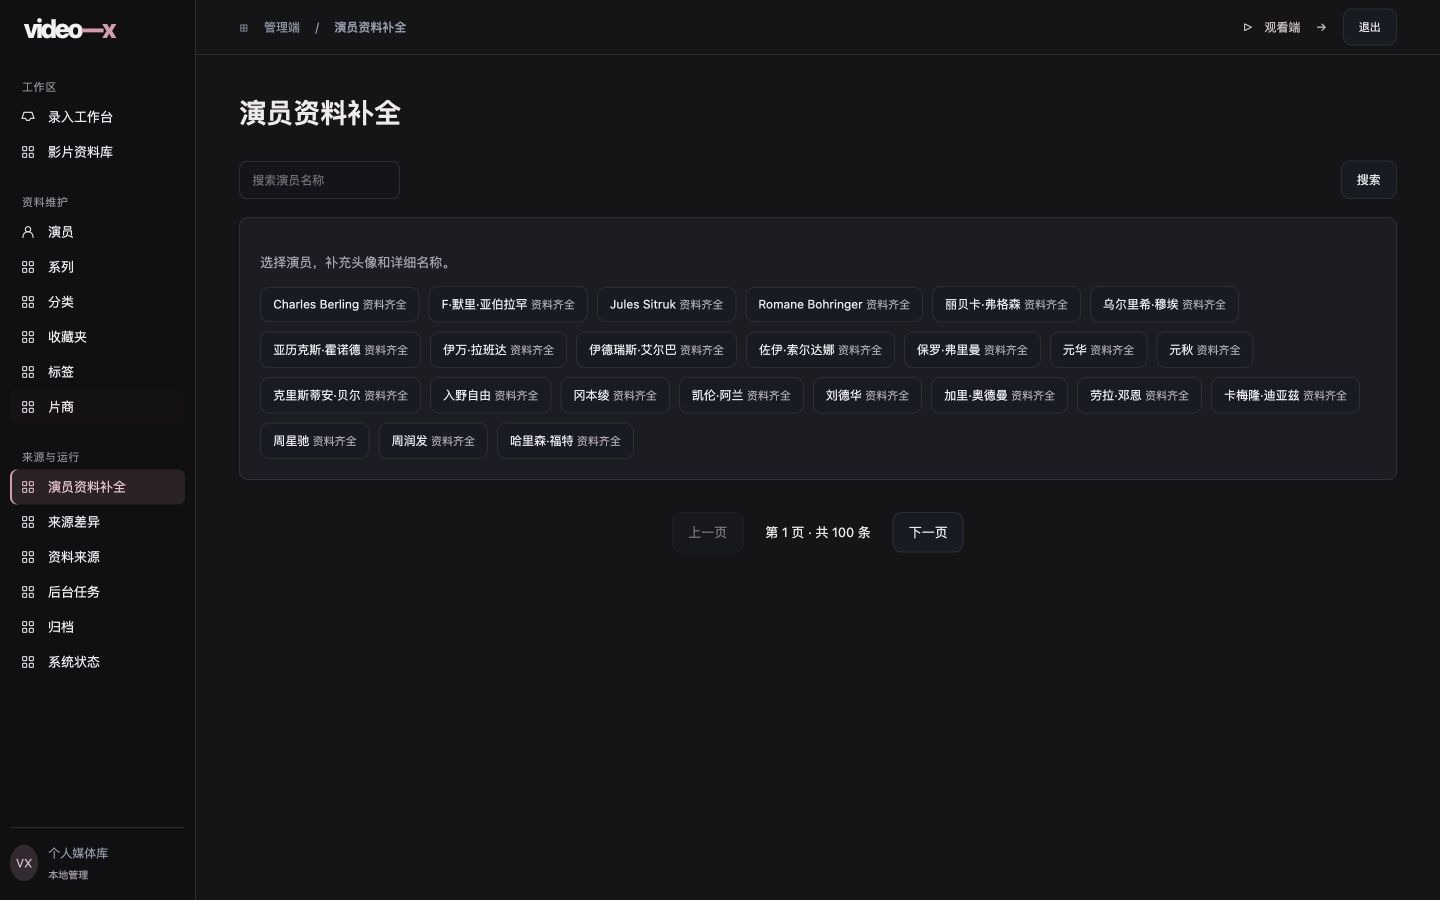 video—x
管理端 / 演员资料补全
观看端
退出
工作区
录入工作台
影片资料库
资料维护
演员
系列
分类
收藏夹
标签
片商
来源与运行
演员资料补全
来源差异
资料来源
后台任务
归档
系统状态
VX
个人媒体库
本地管理
演员资料补全
搜索演员名称
搜索
选择演员，补充头像和详细名称。
Charles Berling 资料齐全
F·默里·亚伯拉罕 资料齐全
Jules Sitruk 资料齐全
Romane Bohringer 资料齐全
丽贝卡·弗格森 资料齐全
乌尔里希·穆埃 资料齐全
亚历克斯·霍诺德 资料齐全
伊万·拉班达 资料齐全
伊德瑞斯·艾尔巴 资料齐全
佐伊·索尔达娜 资料齐全
保罗·弗里曼 资料齐全
元华 资料齐全
元秋 资料齐全
克里斯蒂安·贝尔 资料齐全
入野自由 资料齐全
冈本绫 资料齐全
凯伦·阿兰 资料齐全
刘德华 资料齐全
加里·奥德曼 资料齐全
劳拉·邓恩 资料齐全
卡梅隆·迪亚兹 资料齐全
周星驰 资料齐全
周润发 资料齐全
哈里森·福特 资料齐全
上一页
第 1 页 · 共 100 条
下一页